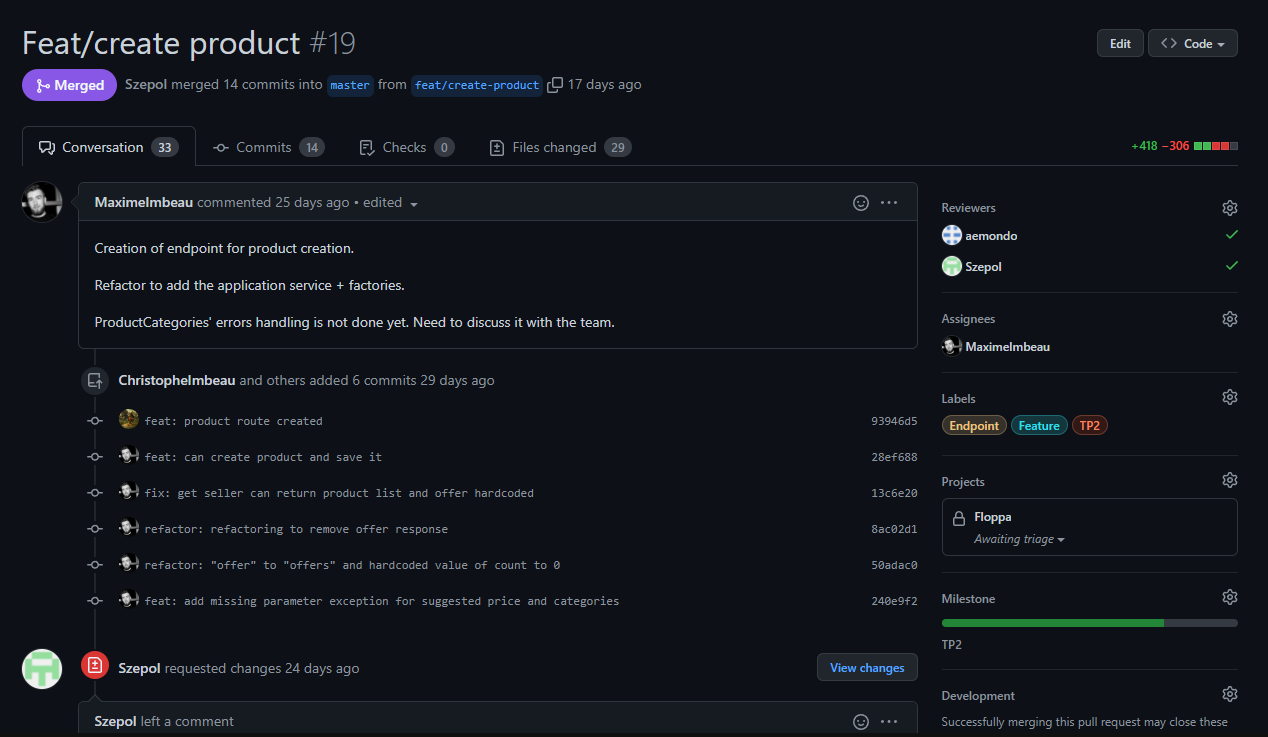 Feat/create product #19
Edit
<> Code
Merged
Szepol merged 14 commits into master from feat/create-product 17 days ago
Conversation 33
Commits 14
Checks 0
Files changed 29
+418 −306
MaximeImbeau commented 25 days ago • edited
Creation of endpoint for product creation.
Refactor to add the application service + factories.
ProductCategories' errors handling is not done yet. Need to discuss it with the team.
ChristopheImbeau and others added 6 commits 29 days ago
feat: product route created 93946d5
feat: can create product and save it 28ef688
fix: get seller can return product list and offer hardcoded 13c6e20
refactor: refactoring to remove offer response 8ac02d1
refactor: "offer" to "offers" and hardcoded value of count to 0 50adac0
feat: add missing parameter exception for suggested price and categories 240e9f2
Szepol requested changes 24 days ago
View changes
Szepol left a comment
Reviewers
aemondo
Szepol
Assignees
MaximeImbeau
Labels
Endpoint Feature TP2
Projects
Floppa
Awaiting triage
Milestone
TP2
Development
Successfully merging this pull request may close these